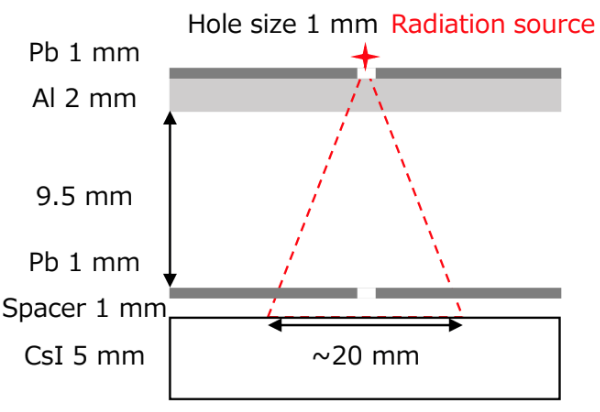 Hole size 1 mm Radiation source
Pb 1 mm
Al 2 mm
9.5 mm
Pb 1 mm
Spacer 1 mm
CsI 5 mm
~20 mm